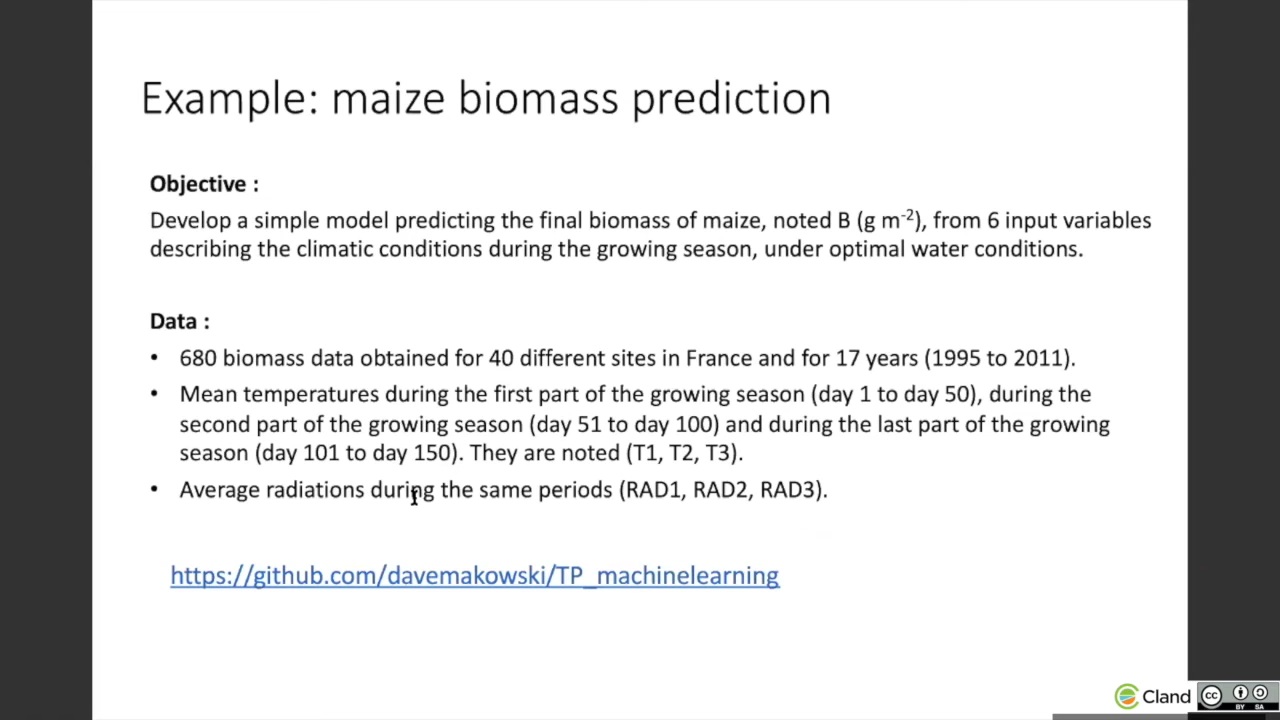 Example: maize biomass prediction
Objective :
Develop a simple model predicting the final biomass of maize, noted B (g m-2), from 6 input variables
describing the climatic conditions during the growing season, under optimal water conditions.
Data :
• 680 biomass data obtained for 40 different sites in France and for 17 years (1995 to 2011).
• Mean temperatures during the first part of the growing season (day 1 to day 50), during the
second part of the growing season (day 51 to day 100) and during the last part of the growing
season (day 101 to day 150). They are noted (T1, T2, T3).
• Average radiations during the same periods (RAD1, RAD2, RAD3).
https://github.com/davemakowski/TP_machinelearning
Cland
cc BY SA